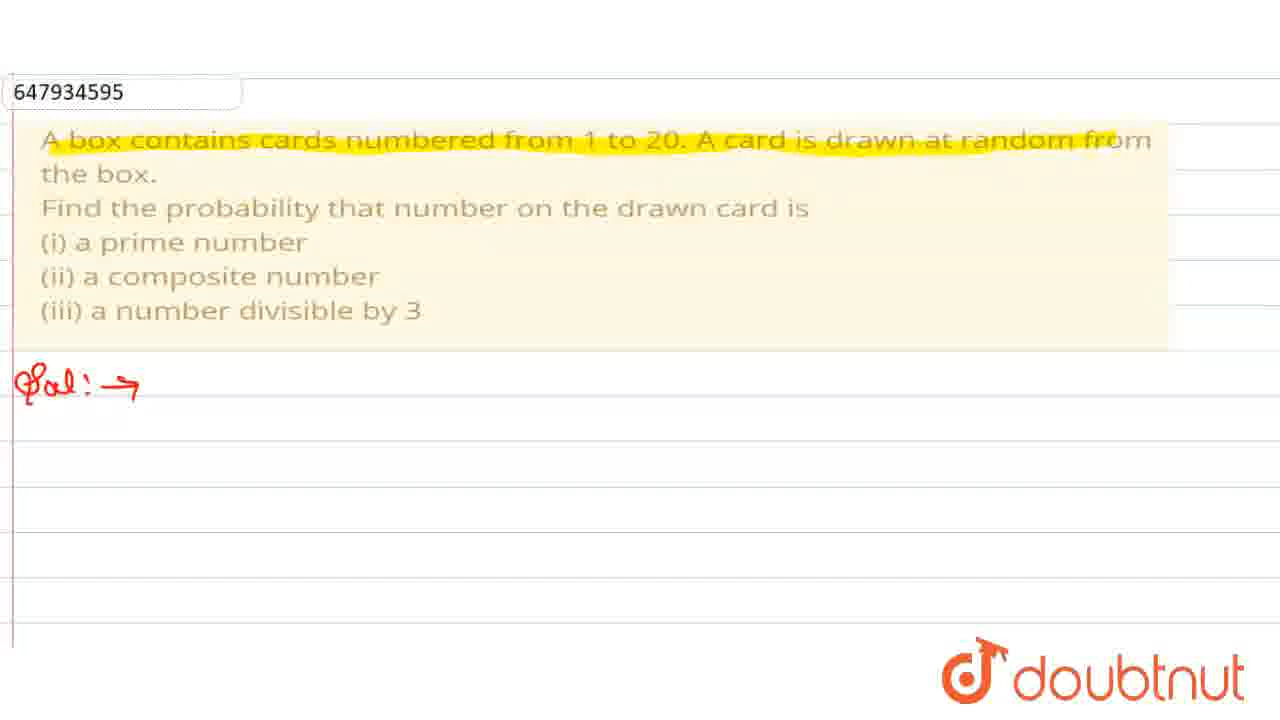 647934595
A box contains cards numbered from 1 to 20. A card is drawn at random from
the box.
Find the probability that number on the drawn card is
(i) a prime number
(ii) a composite number
(iii) a number divisible by 3
Sol: →
doubtnut